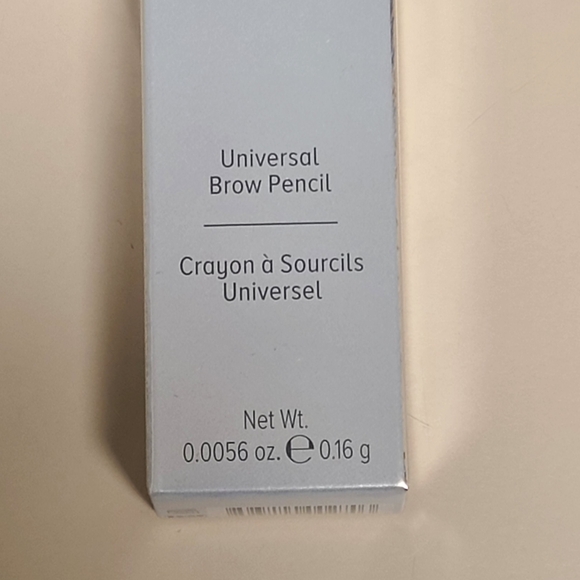 Universal
Brow Pencil
Crayon à Sourcils
Universel
Net Wt.
0.0056 oz. ℮ 0.16 g